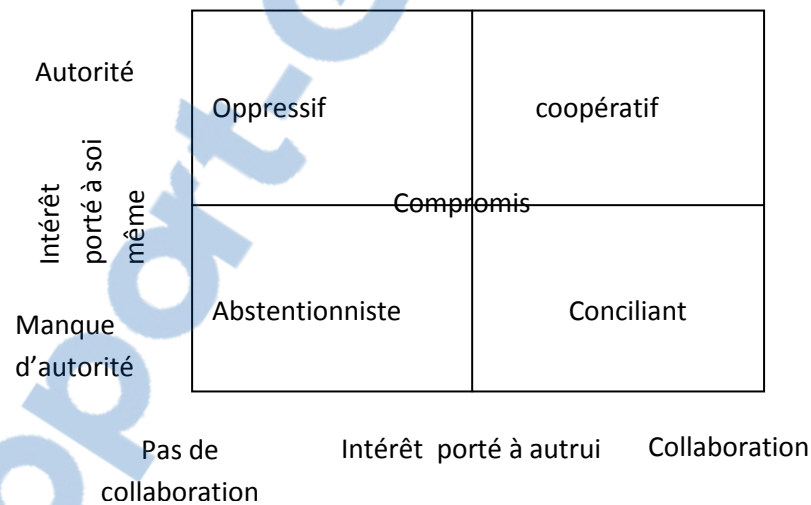 Autorité
Oppressif
coopératif
Intérêt
porté à soi
même
Compromis
Manque
d’autorité
Abstentionniste
Conciliant
Pas de
collaboration
Intérêt porté à autrui
Collaboration